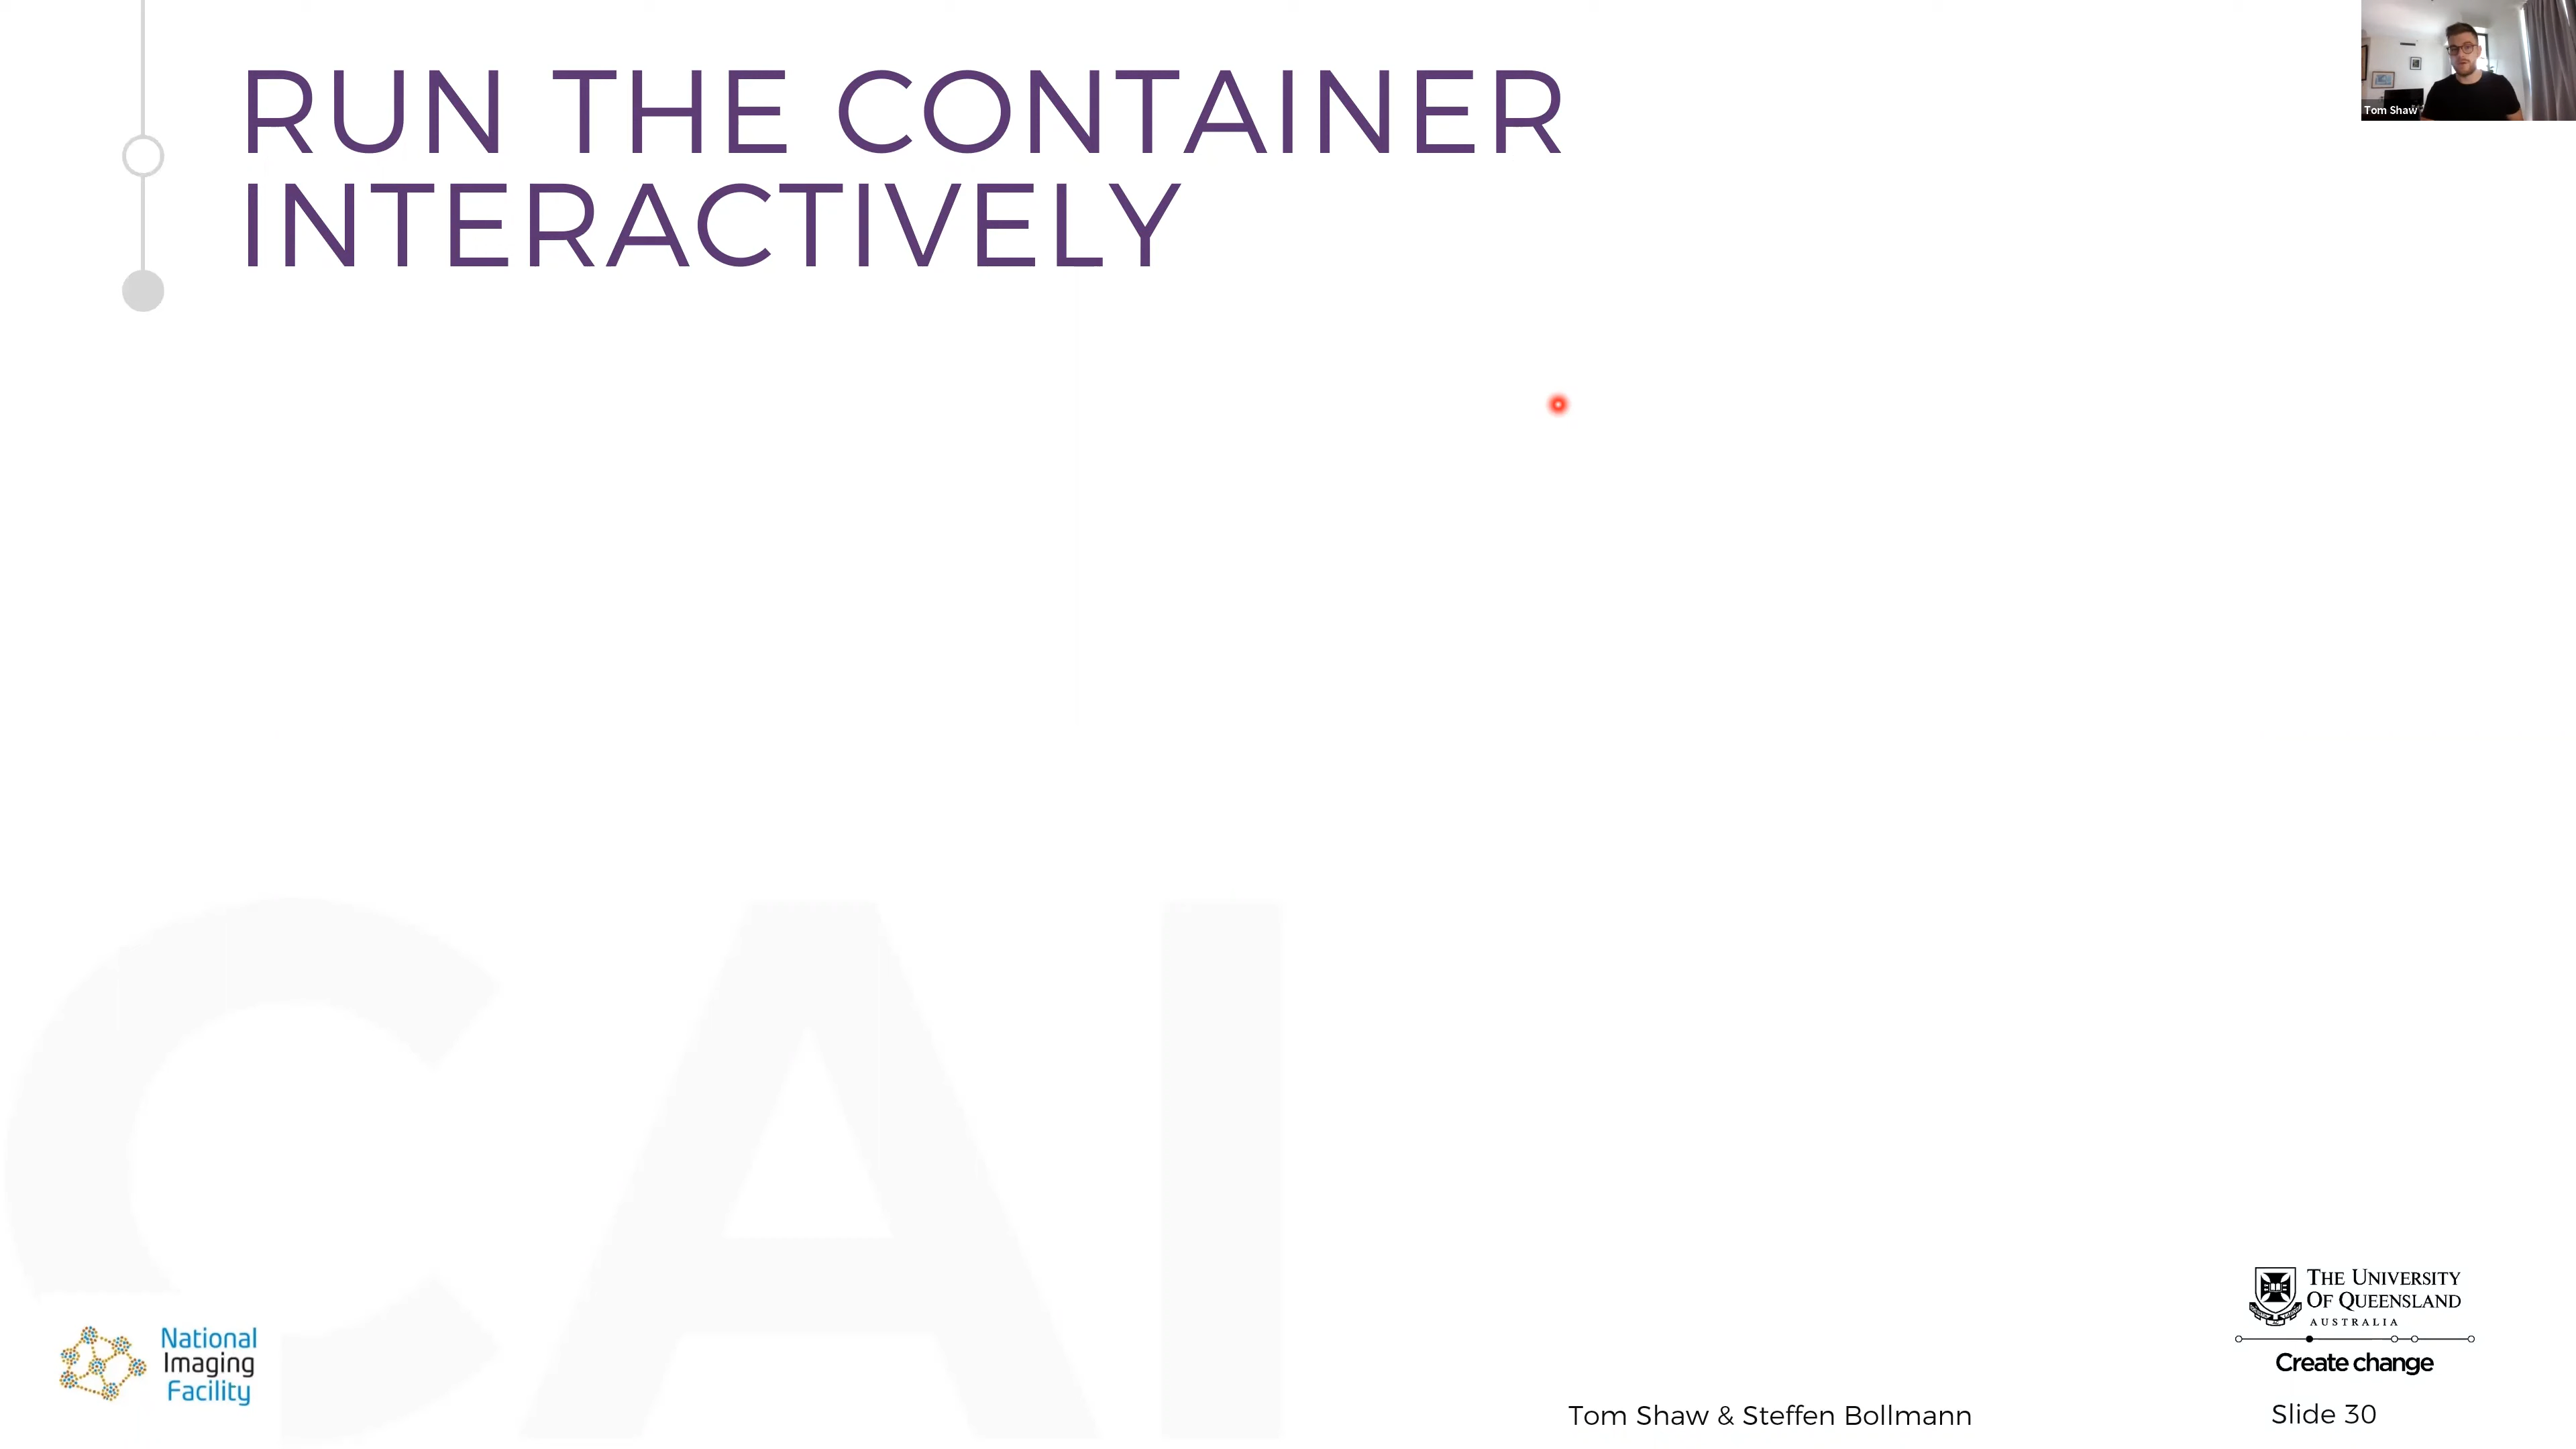 RUN THE CONTAINER
INTERACTIVELY
Tom Shaw
CAI
National
Imaging
Facility
THE UNIVERSITY
OF QUEENSLAND
AUSTRALIA
Create change
Tom Shaw & Steffen Bollmann
Slide 30